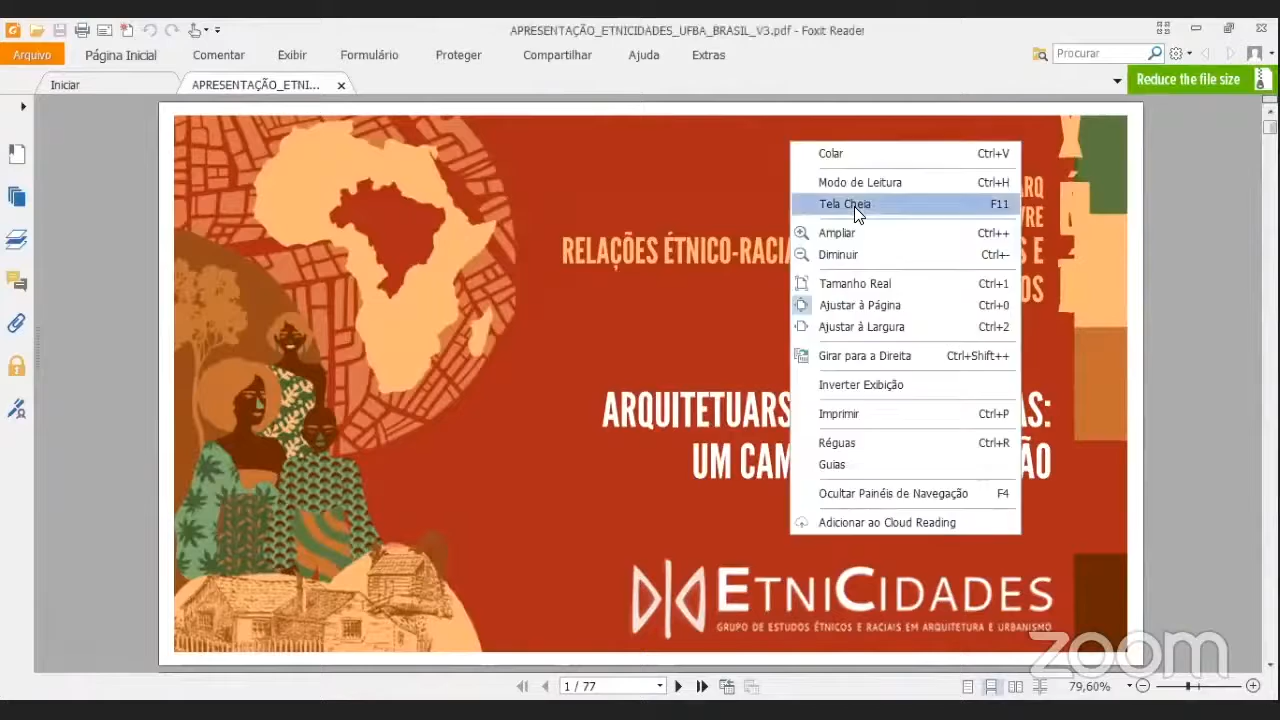 APRESENTAÇÃO_ETNICIDADES_UFBA_BRASIL_V3.pdf - Foxit Reader
Arquivo Página Inicial Comentar Exibir Formulário Proteger Compartilhar Ajuda Extras
Procurar
Iniciar APRESENTAÇÃO_ETNI...
Reduce the file size
Colar Ctrl+V
Modo de Leitura Ctrl+H
Tela Cheia F11
Ampliar Ctrl++
Diminuir Ctrl+-
Tamanho Real Ctrl+1
Ajustar à Página Ctrl+0
Ajustar à Largura Ctrl+2
Girar para a Direita Ctrl+Shift++
Inverter Exibição
Imprimir Ctrl+P
Réguas Ctrl+R
Guias
Ocultar Painéis de Navegação F4
Adicionar ao Cloud Reading
RELAÇÕES ÉTNICO-RACIA
ARQUITETUARS AS:
UM CAM ÃO
ETNICIDADES
GRUPO DE ESTUDOS ÉTNICOS E RACIAIS EM ARQUITETURA E URBANISMO
zoom
1 / 77
79,60%